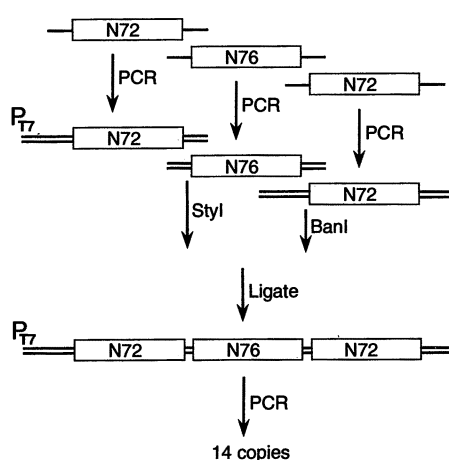 N72
N76
PCR
N72
PCR
PCR
PT7
N72
N76
N72
StyI
BanI
Ligate
PT7
N72 N76 N72
PCR
14 copies